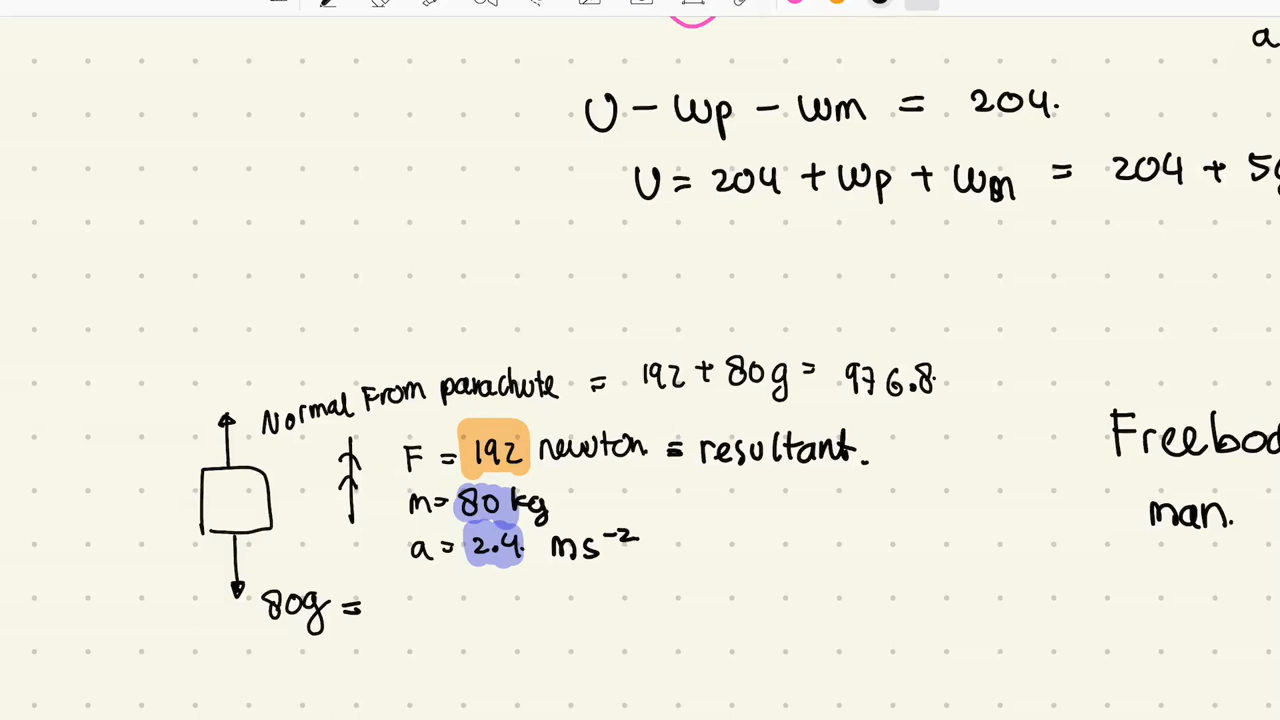 a
U - wp - wm = 204.
U = 204 + wp + wm = 204 + 5
Normal From parachute = 192 + 80g = 976.8
F = 192 newton = resultant.
m = 80 kg
a = 2.4 ms⁻²
80g =
Freebod
man.